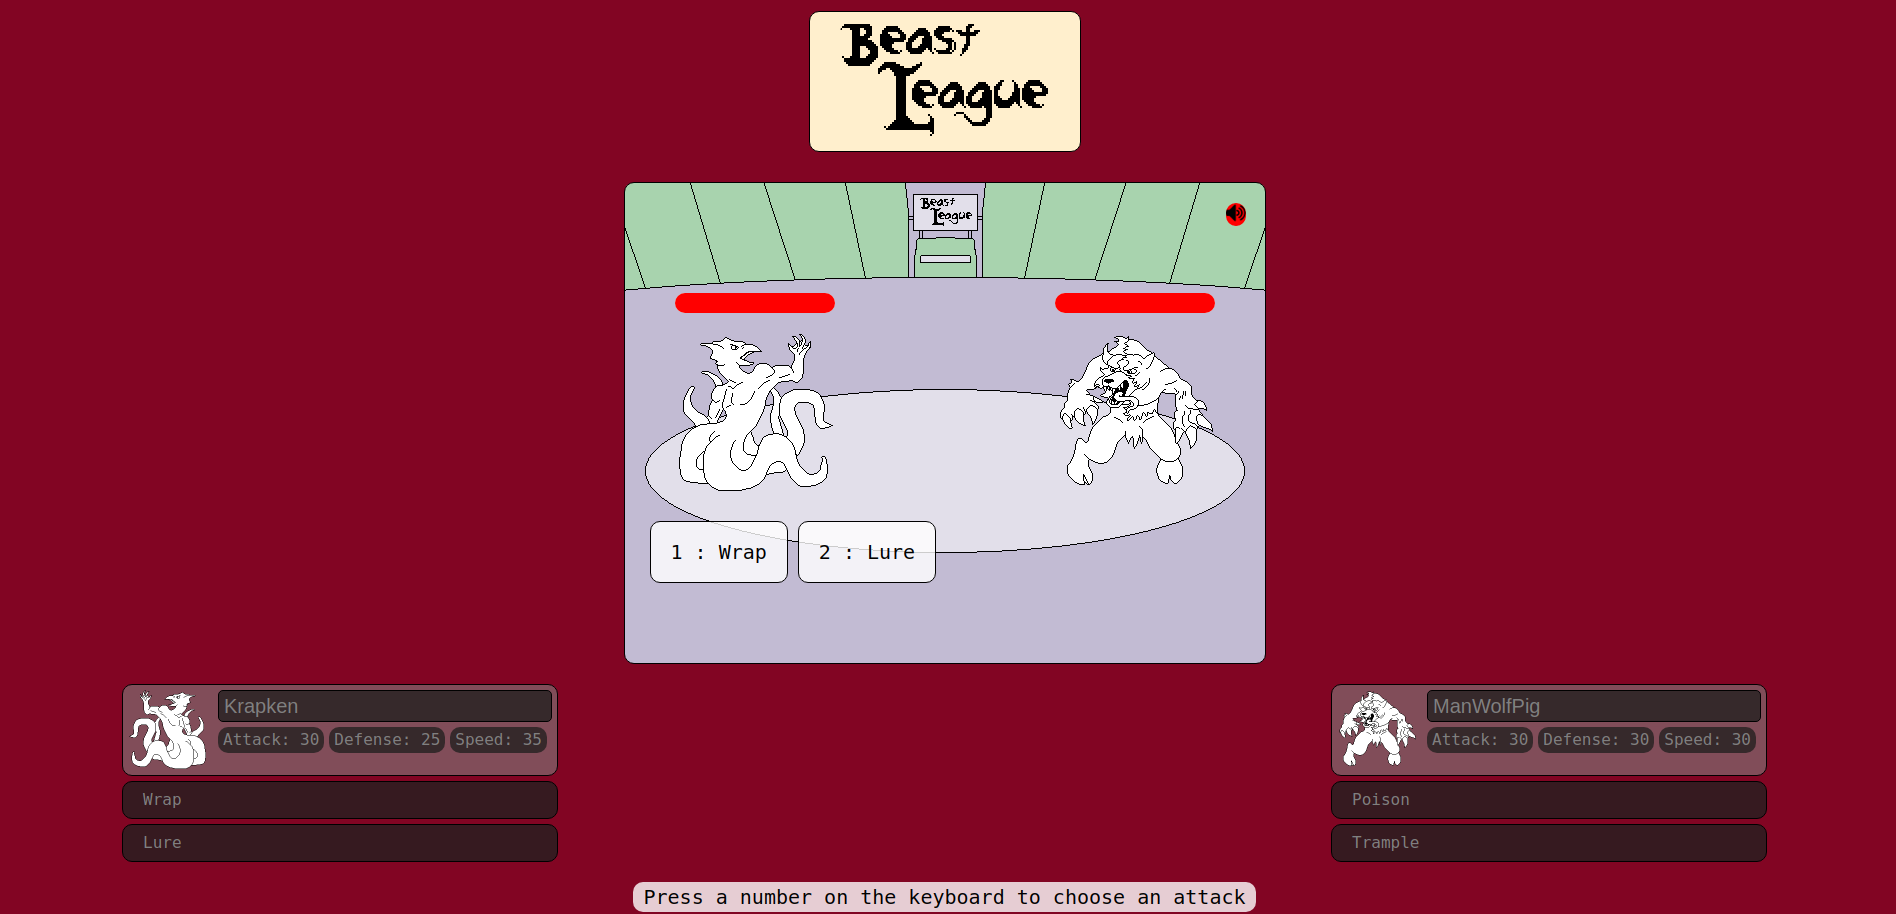 Beast
League
Beast
League
1 : Wrap
2 : Lure
Krapken
Attack: 30 Defense: 25 Speed: 35
Wrap
Lure
ManWolfPig
Attack: 30 Defense: 30 Speed: 30
Poison
Trample
Press a number on the keyboard to choose an attack